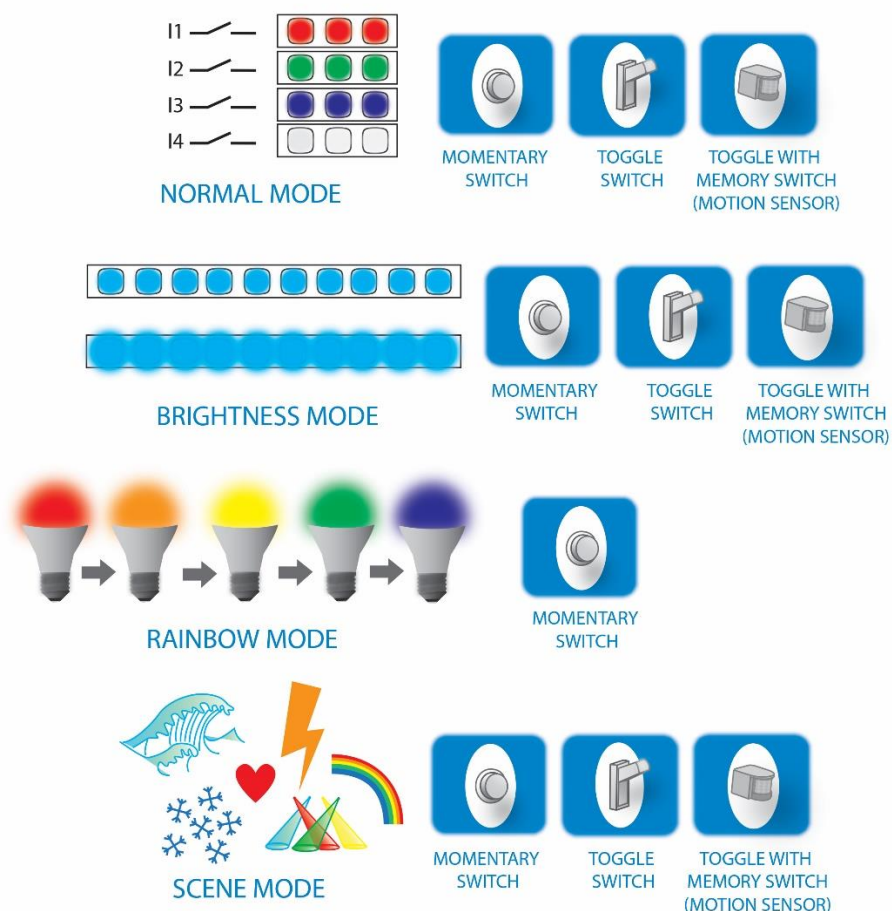 I1
I2
I3
I4
NORMAL MODE
MOMENTARY
SWITCH
TOGGLE
SWITCH
TOGGLE WITH
MEMORY SWITCH
(MOTION SENSOR)
BRIGHTNESS MODE
MOMENTARY
SWITCH
TOGGLE
SWITCH
TOGGLE WITH
MEMORY SWITCH
(MOTION SENSOR)
RAINBOW MODE
MOMENTARY
SWITCH
SCENE MODE
MOMENTARY
SWITCH
TOGGLE
SWITCH
TOGGLE WITH
MEMORY SWITCH
(MOTION SENSOR)